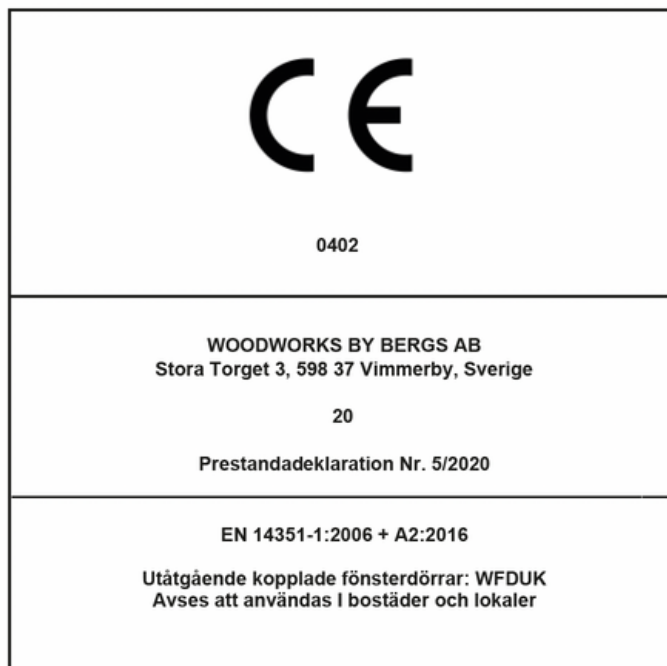 CE
0402
WOODWORKS BY BERGS AB
Stora Torget 3, 598 37 Vimmerby, Sverige
20
Prestandadeklaration Nr. 5/2020
EN 14351-1:2006 + A2:2016
Utåtgående kopplade fönsterdörrar: WFDUK
Avses att användas I bostäder och lokaler